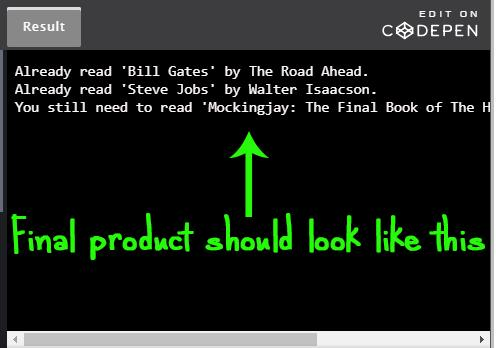 Result
EDIT ON
CODEPEN
Already read 'Bill Gates' by The Road Ahead.
Already read 'Steve Jobs' by Walter Isaacson.
You still need to read 'Mockingjay: The Final Book of The H
Final product should look like this